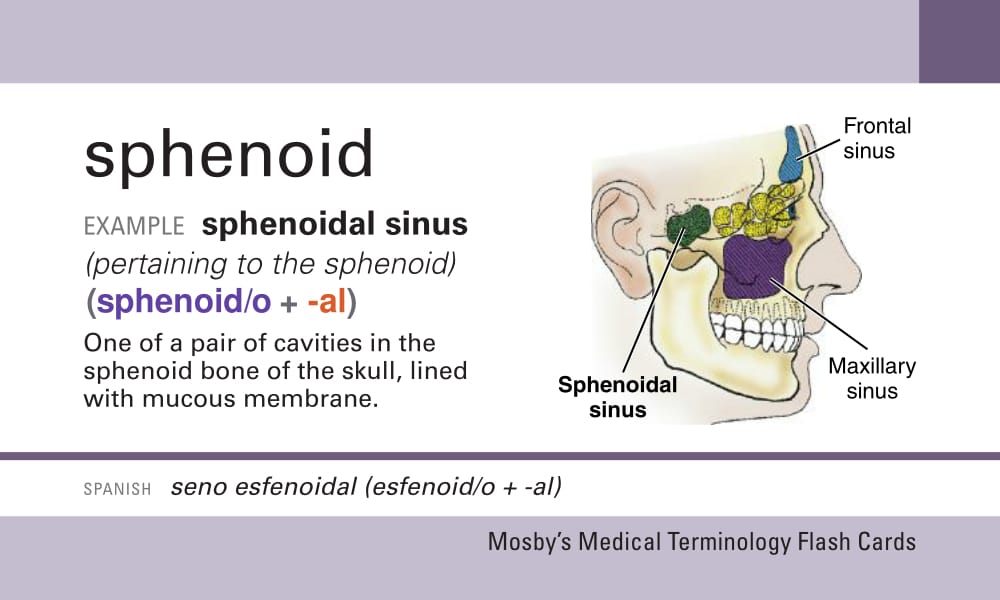 sphenoid
EXAMPLE sphenoidal sinus
(pertaining to the sphenoid)
(sphenoid/o + -al)
One of a pair of cavities in the
sphenoid bone of the skull, lined
with mucous membrane.
Frontal
sinus
Sphenoidal
sinus
Maxillary
sinus
SPANISH seno esfenoidal (esfenoid/o + -al)
Mosby's Medical Terminology Flash Cards